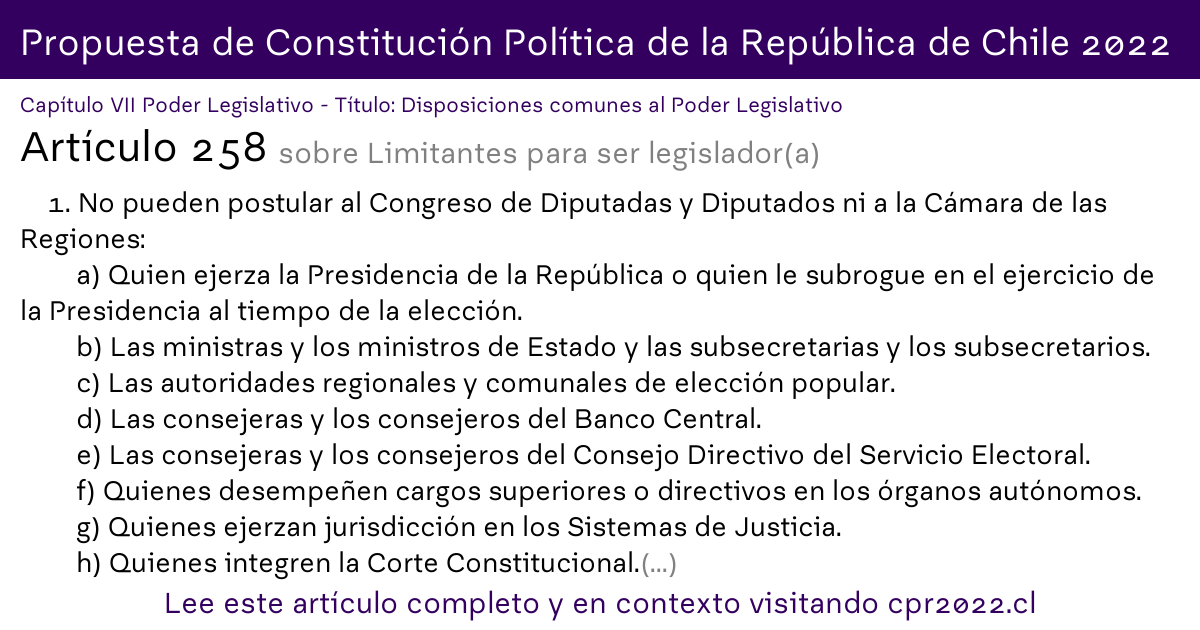 Propuesta de Constitución Política de la República de Chile 2022
Capítulo VII Poder Legislativo - Título: Disposiciones comunes al Poder Legislativo
Artículo 258 sobre Limitantes para ser legislador(a)
1. No pueden postular al Congreso de Diputadas y Diputados ni a la Cámara de las
Regiones:
a) Quien ejerza la Presidencia de la República o quien le subrogue en el ejercicio de
la Presidencia al tiempo de la elección.
b) Las ministras y los ministros de Estado y las subsecretarias y los subsecretarios.
c) Las autoridades regionales y comunales de elección popular.
d) Las consejeras y los consejeros del Banco Central.
e) Las consejeras y los consejeros del Consejo Directivo del Servicio Electoral.
f) Quienes desempeñen cargos superiores o directivos en los órganos autónomos.
g) Quienes ejerzan jurisdicción en los Sistemas de Justicia.
h) Quienes integren la Corte Constitucional.(...)
Lee este artículo completo y en contexto visitando cpr2022.cl